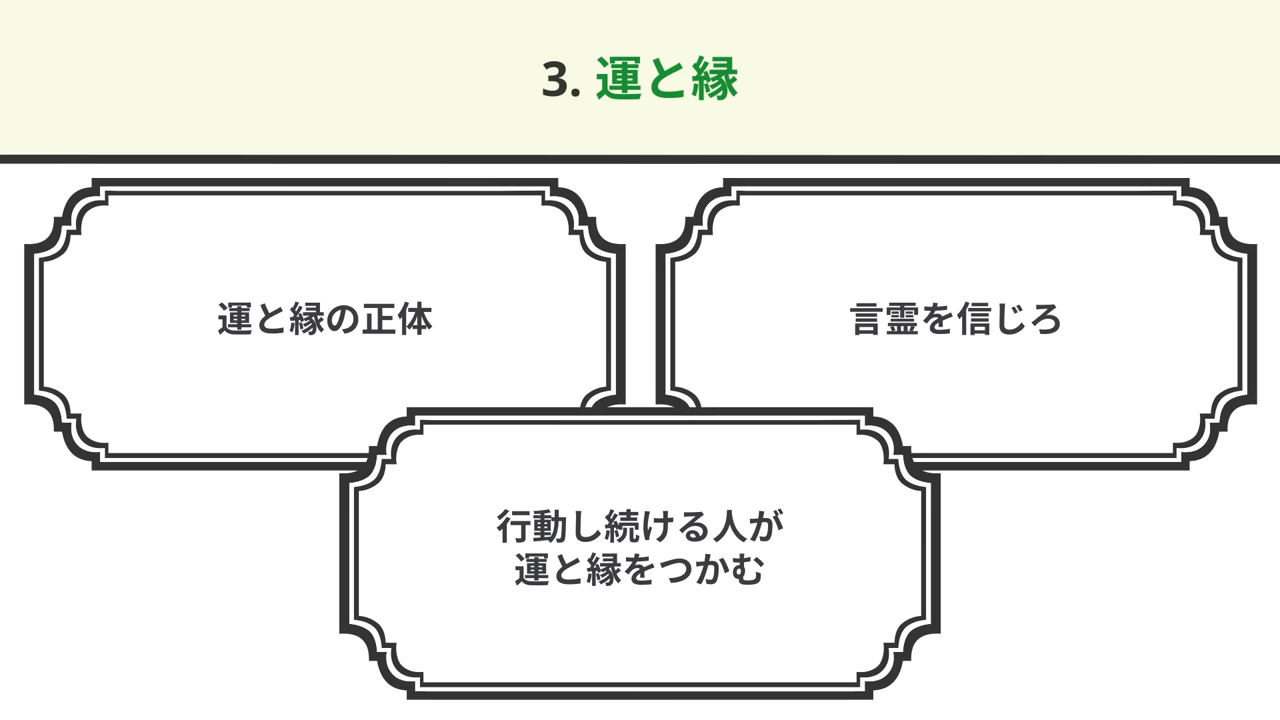 3. 運と縁
運と縁の正体
言霊を信じろ
行動し続ける人が
運と縁をつかむ